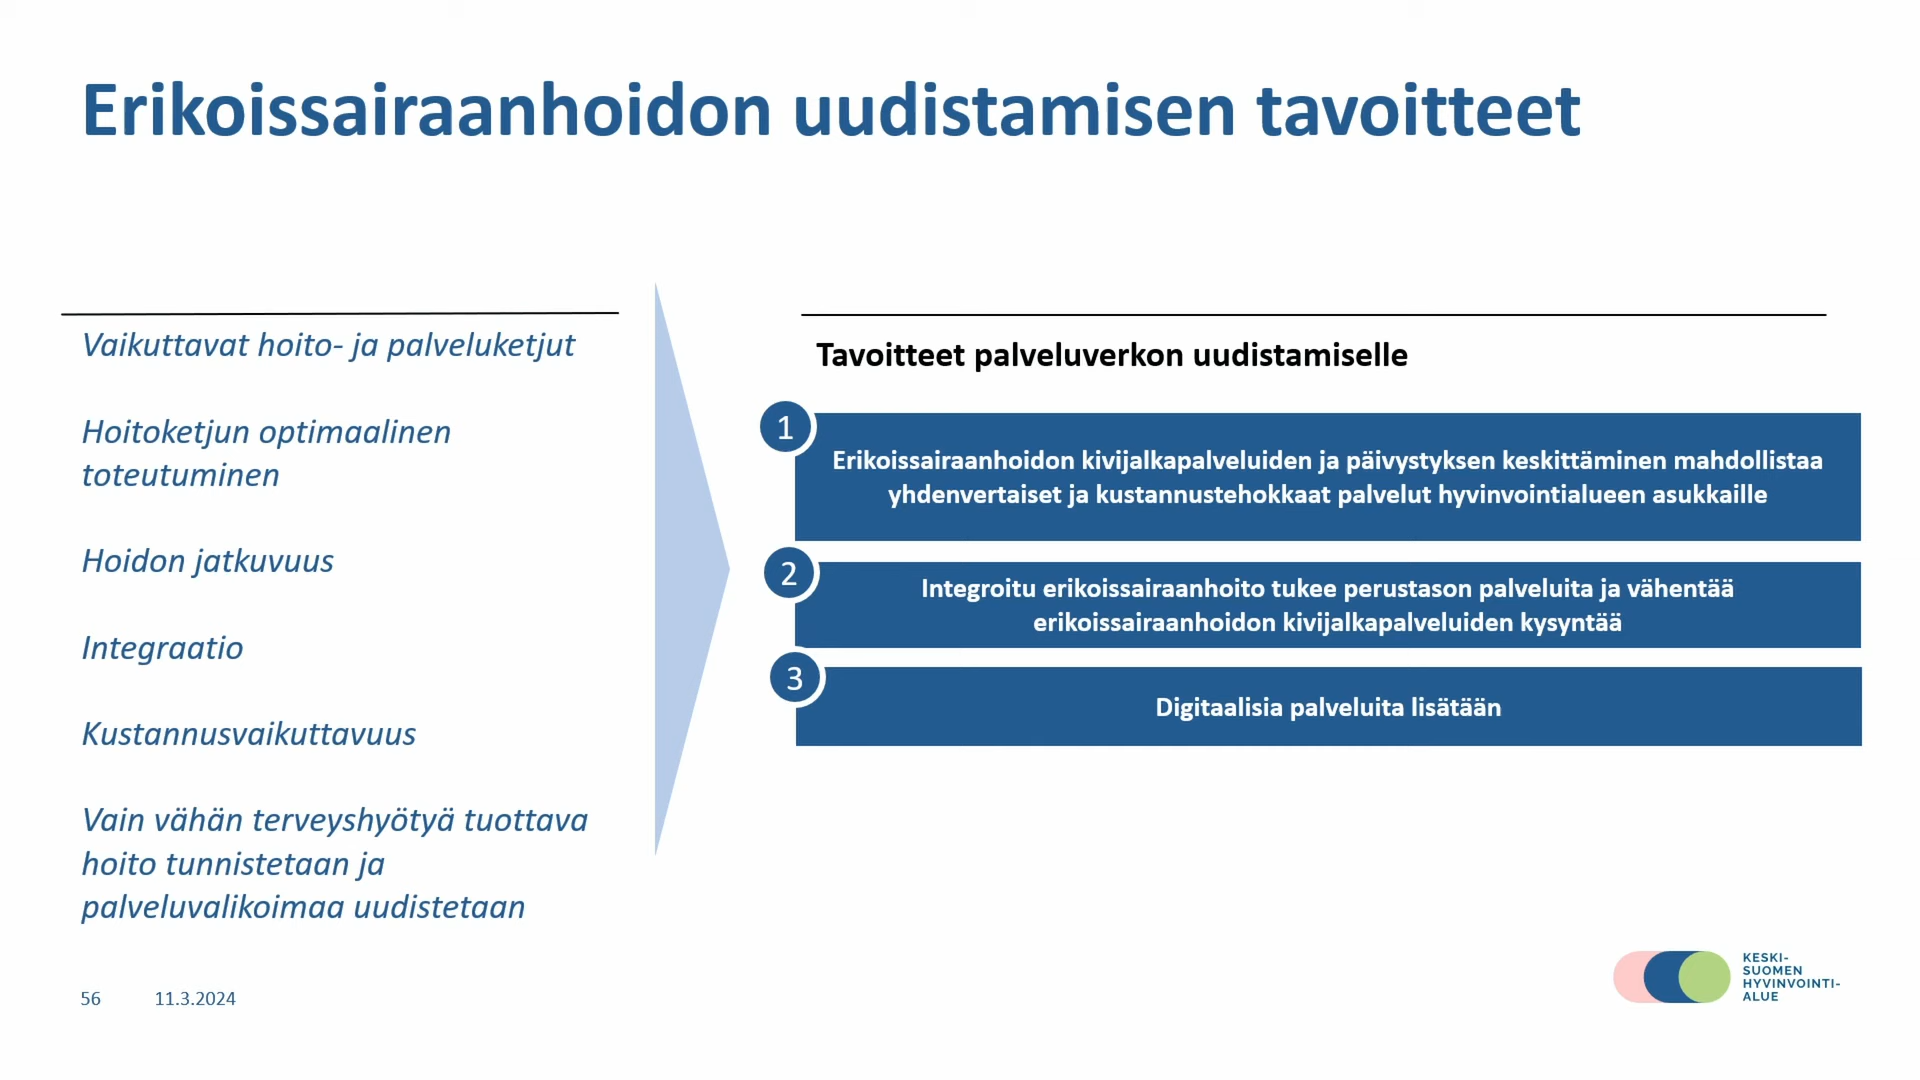 Erikoissairaanhoidon uudistamisen tavoitteet
Vaikuttavat hoito- ja palveluketjut
Hoitoketjun optimaalinen
toteutuminen
Hoidon jatkuvuus
Integraatio
Kustannusvaikuttavuus
Vain vähän terveyshyötyä tuottava
hoito tunnistetaan ja
palveluvalikoimaa uudistetaan
Tavoitteet palveluverkon uudistamiselle
1
Erikoissairaanhoidon kivijalkapalveluiden ja päivystyksen keskittäminen mahdollistaa
yhdenvertaiset ja kustannustehokkaat palvelut hyvinvointialueen asukkaille
2
Integroitu erikoissairaanhoito tukee perustason palveluita ja vähentää
erikoissairaanhoidon kivijalkapalveluiden kysyntää
3
Digitaalisia palveluita lisätään
56 11.3.2024
KESKI-
SUOMEN
HYVINVOINTI-
ALUE